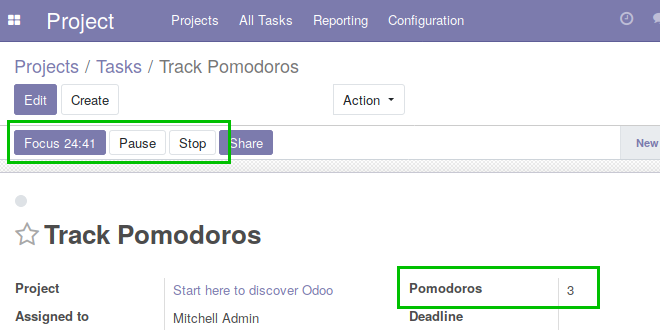 Project Projects All Tasks Reporting Configuration
Projects / Tasks / Track Pomodoros
Edit Create Action
Focus 24:41 Pause Stop Share New
Track Pomodoros
Project Start here to discover Odoo Pomodoros 3
Assigned to Mitchell Admin Deadline